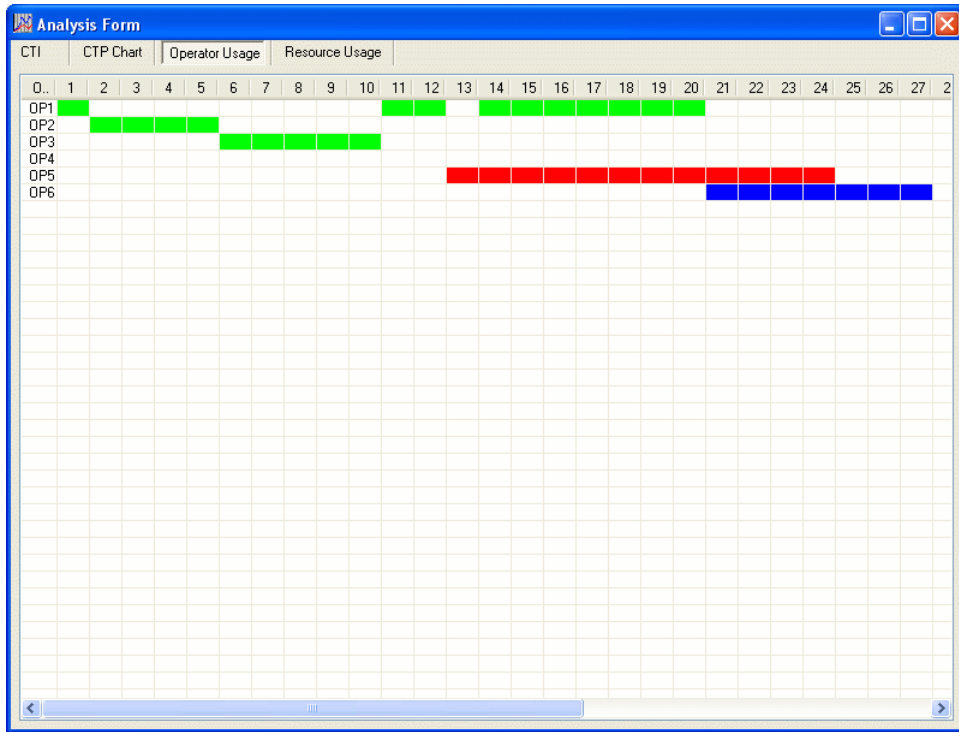 Analysis Form
CTI CTP Chart Operator Usage Resource Usage
O.. 1 2 3 4 5 6 7 8 9 10 11 12 13 14 15 16 17 18 19 20 21 22 23 24 25 26 27 2
OP1
OP2
OP3
OP4
OP5
OP6